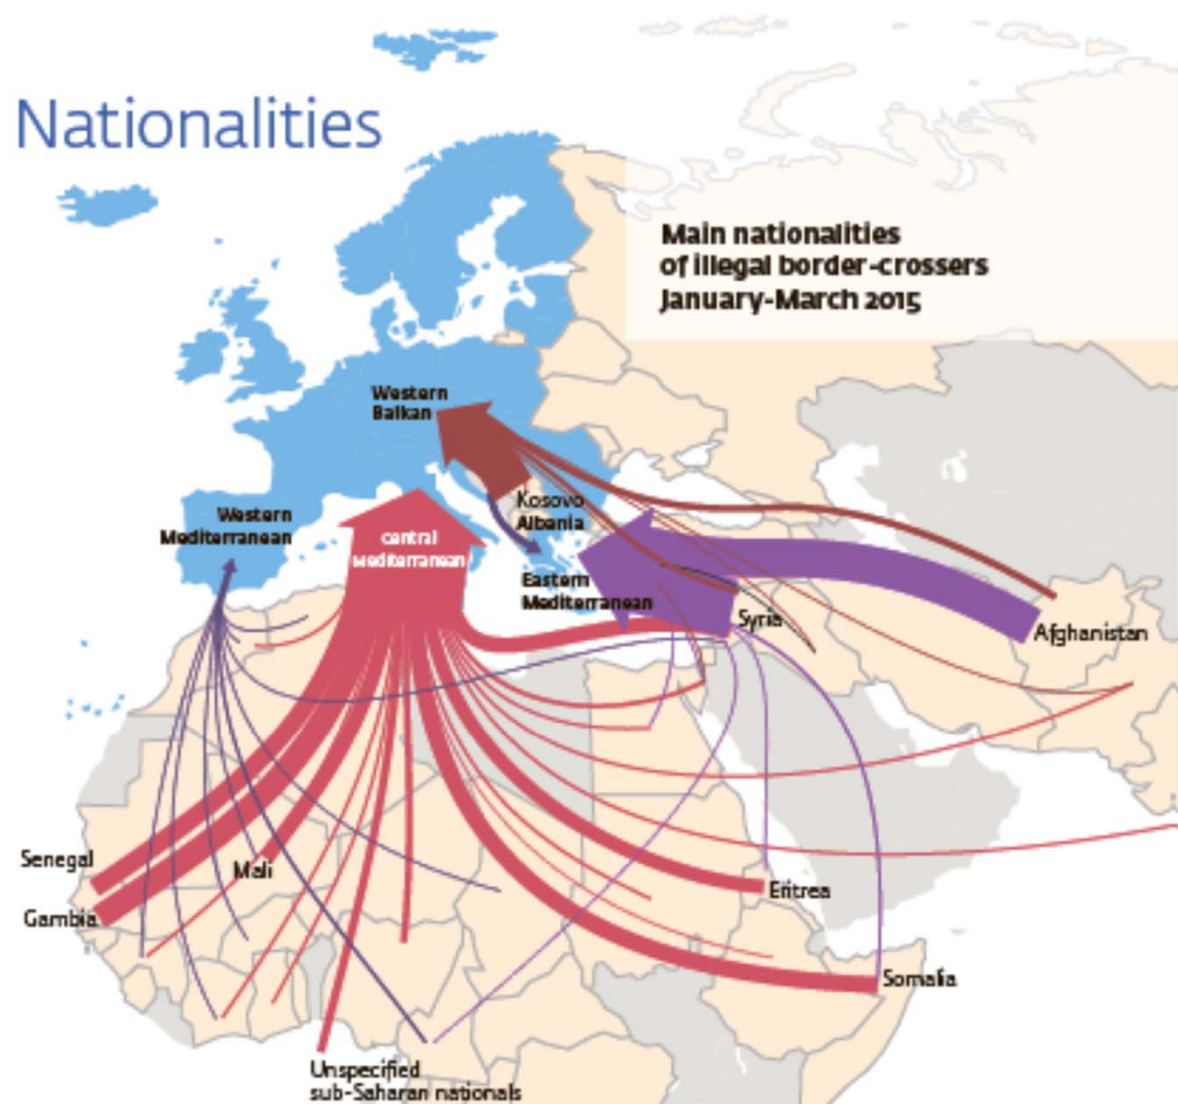 Nationalities
Main nationalities
of illegal border-crossers
January-March 2015
Western
Balkan
Western
Mediterranean
central
Mediterranean
Kosovo
Albania
Eastern
Mediterranean
Syria
Afghanistan
Senegal
Mali
Gambia
Eritrea
Somalia
Unspecified
sub-Saharan nationals